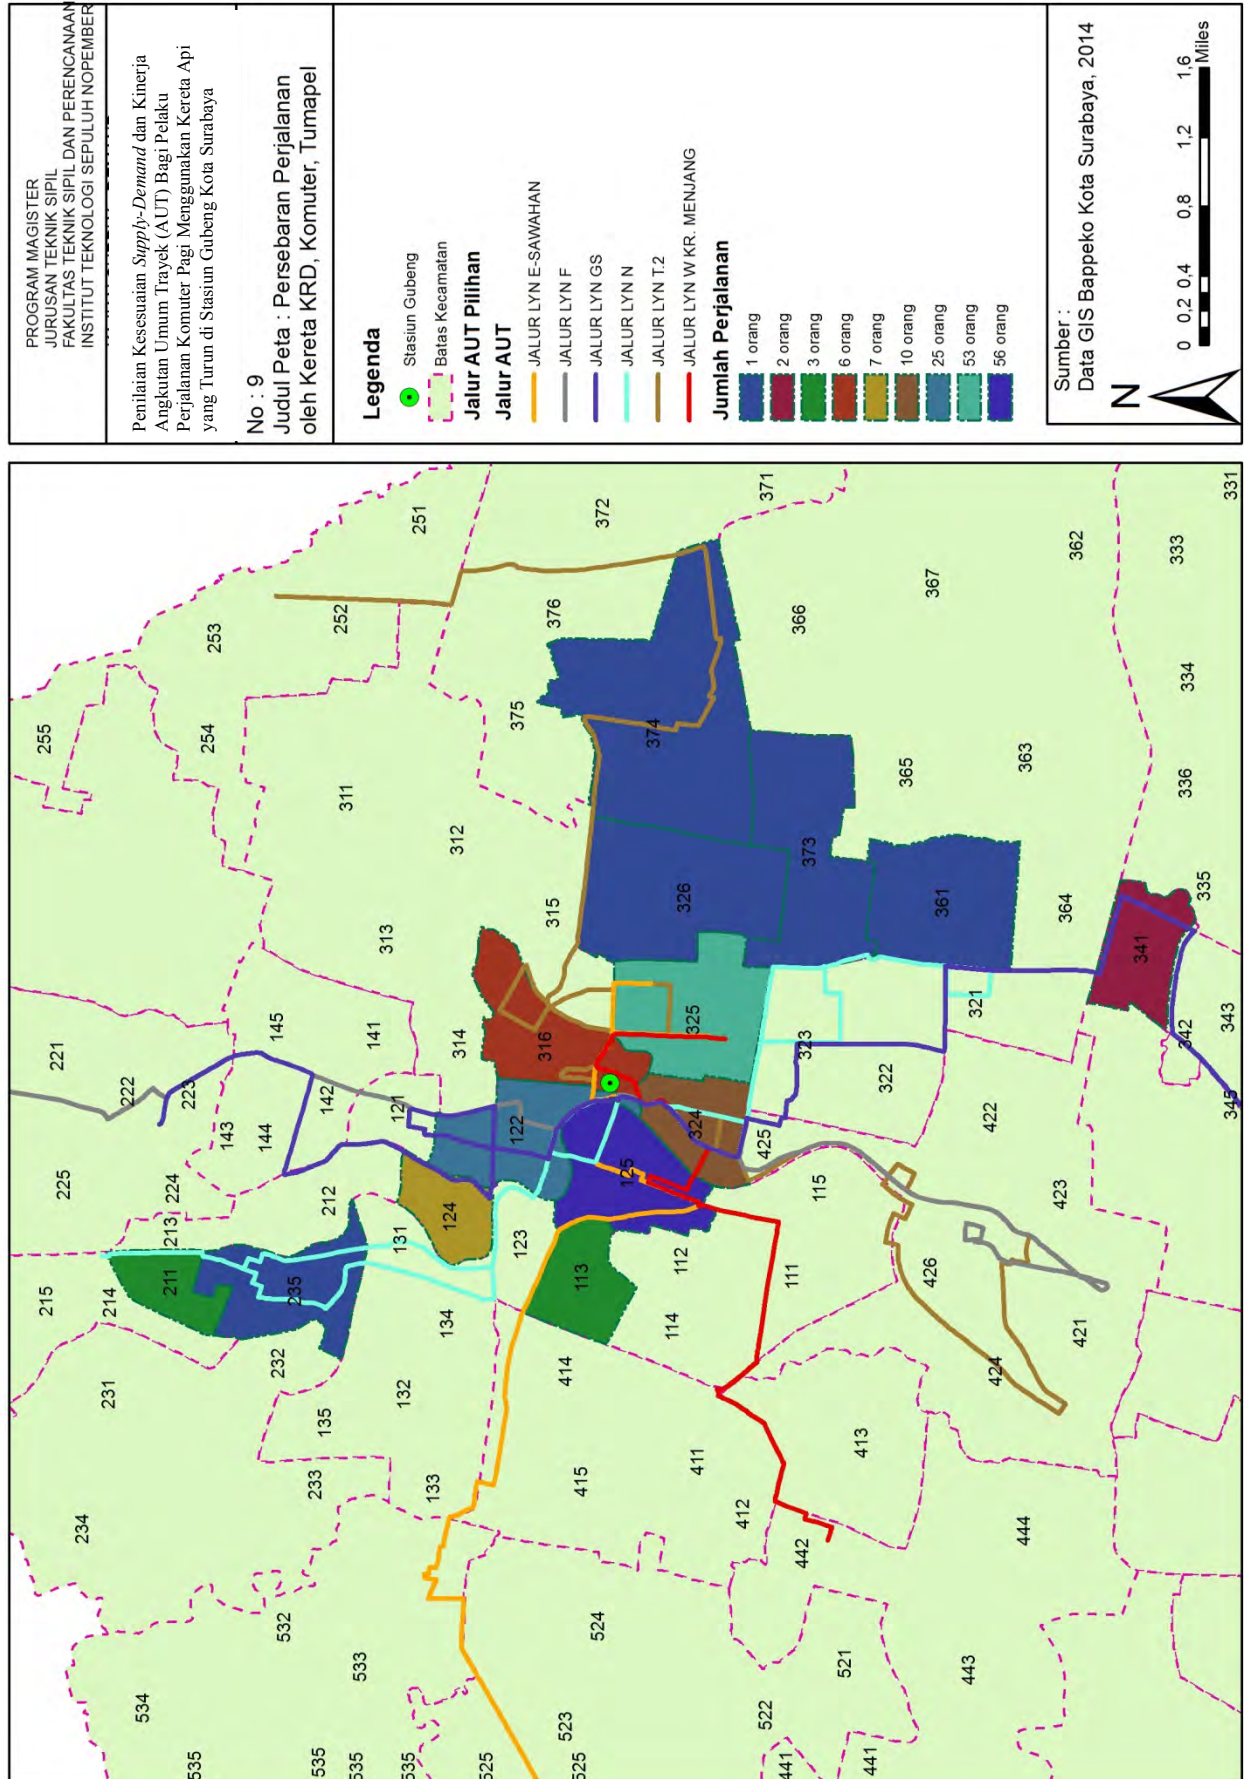 PROGRAM MAGISTER
JURUSAN TEKNIK SIPIL
FAKULTAS TEKNIK SIPIL DAN PERENCANAAN
INSTITUT TEKNOLOGI SEPULUH NOPEMBER
Penilaian Kesesuaian Supply-Demand dan Kinerja
Angkutan Umum Trayek (AUT) Bagi Pelaku
Perjalanan Komuter Pagi Menggunakan Kereta Api
yang Turun di Stasiun Gubeng Kota Surabaya
No : 9
Judul Peta : Persebaran Perjalanan
oleh Kereta KRD, Komuter, Tumapel
Legenda
Stasiun Gubeng
Batas Kecamatan
Jalur AUT Pilihan
Jalur AUT
JALUR LYN E-SAWAHAN
JALUR LYN F
JALUR LYN GS
JALUR LYN N
JALUR LYN T.2
JALUR LYN W KR. MENJANG
Jumlah Perjalanan
1 orang
2 orang
3 orang
6 orang
7 orang
10 orang
25 orang
53 orang
56 orang
Sumber :
Data GIS Bappeko Kota Surabaya, 2014
N
0 0,2 0,4 0,8 1,2 1,6
Miles
534
535
234
231
215
214
211
213
224
225
222
221
223
255
254
253
532
535
233
135
232
235
212
143
144
142
145
252
533
535
535
133
132
134
131
124
121
141
313
311
251
525
123
122
314
312
523
525
524
415
414
113
316
315
375
376
372
522
441
412
411
114
112
125
324
325
326
374
371
521
441
442
413
111
115
425
323
322
373
366
443
444
424
426
422
321
361
365
367
421
423
364
363
362
342
341
335
336
334
333
345
343
331